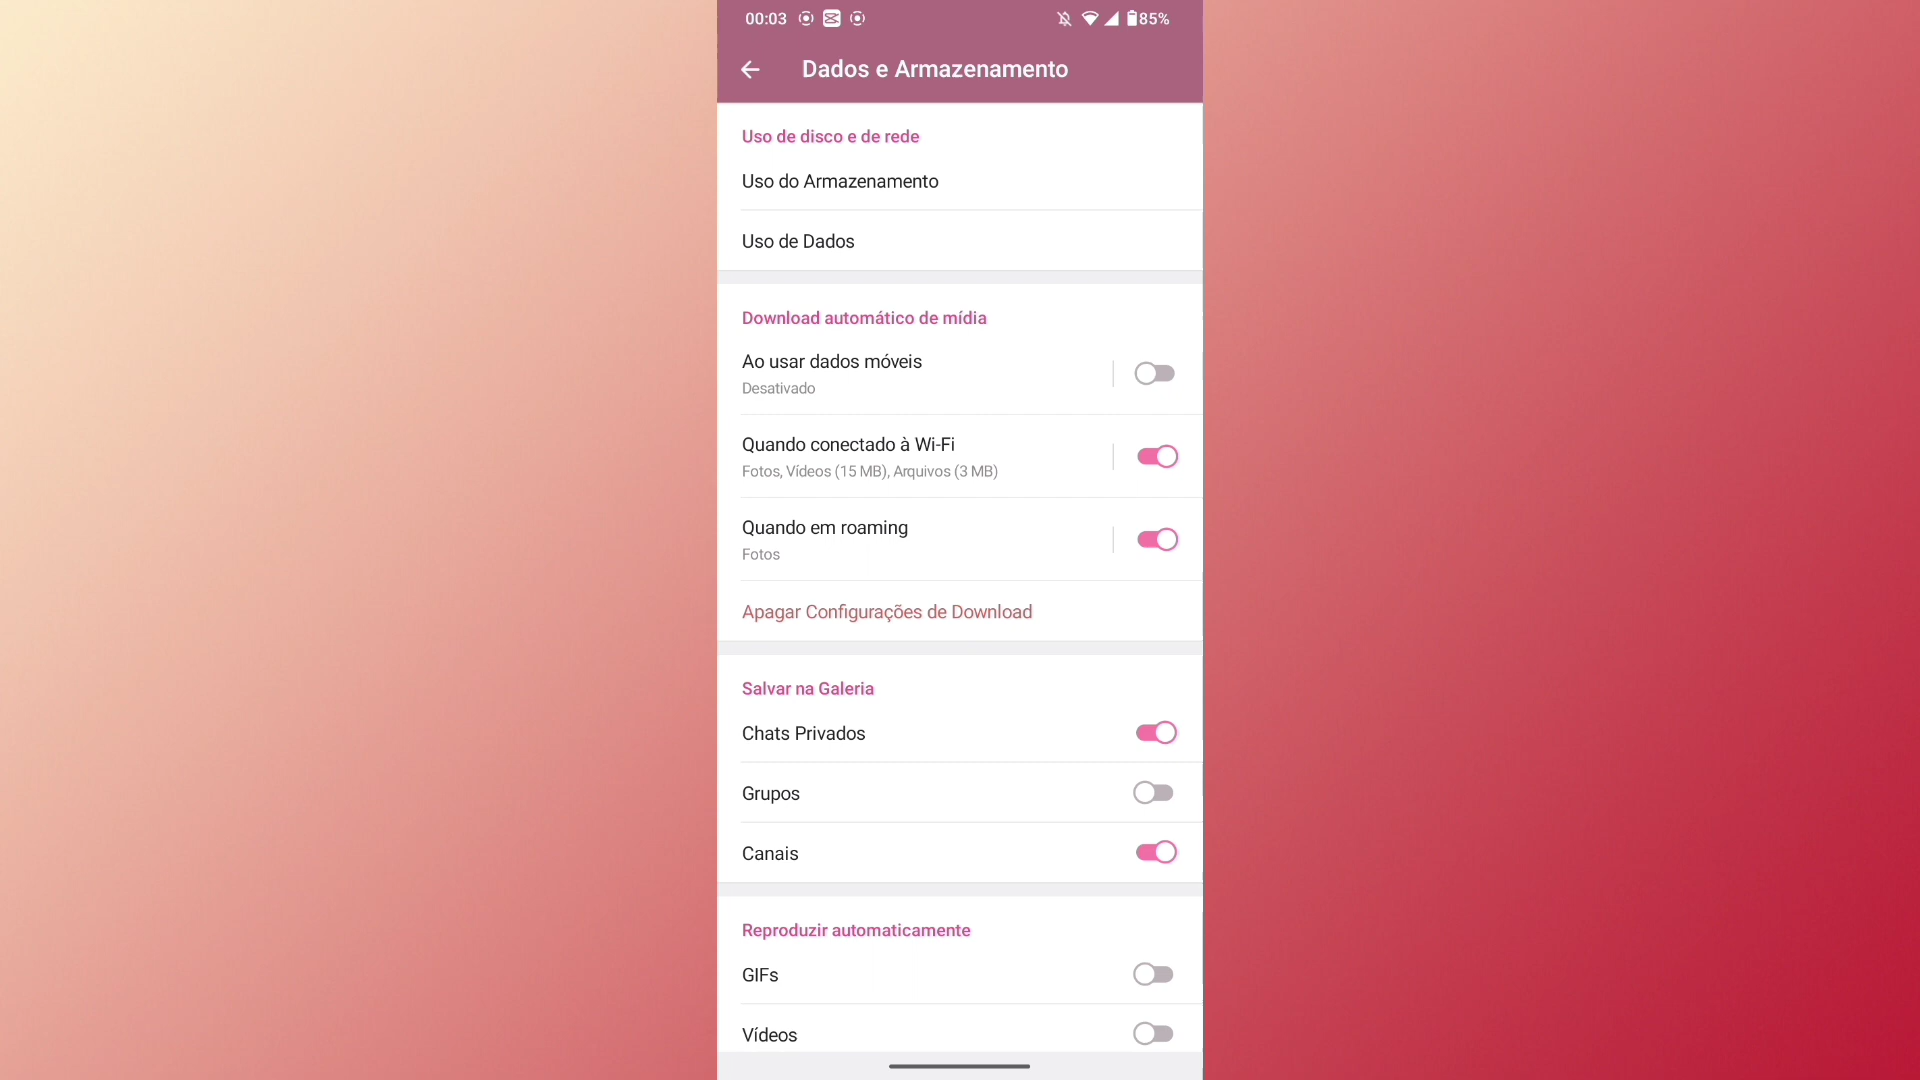 00:03
85%
Dados e Armazenamento
Uso de disco e de rede
Uso do Armazenamento
Uso de Dados
Download automático de mídia
Ao usar dados móveis
Desativado
Quando conectado à Wi-Fi
Fotos, Vídeos (15 MB), Arquivos (3 MB)
Quando em roaming
Fotos
Apagar Configurações de Download
Salvar na Galeria
Chats Privados
Grupos
Canais
Reproduzir automaticamente
GIFs
Vídeos